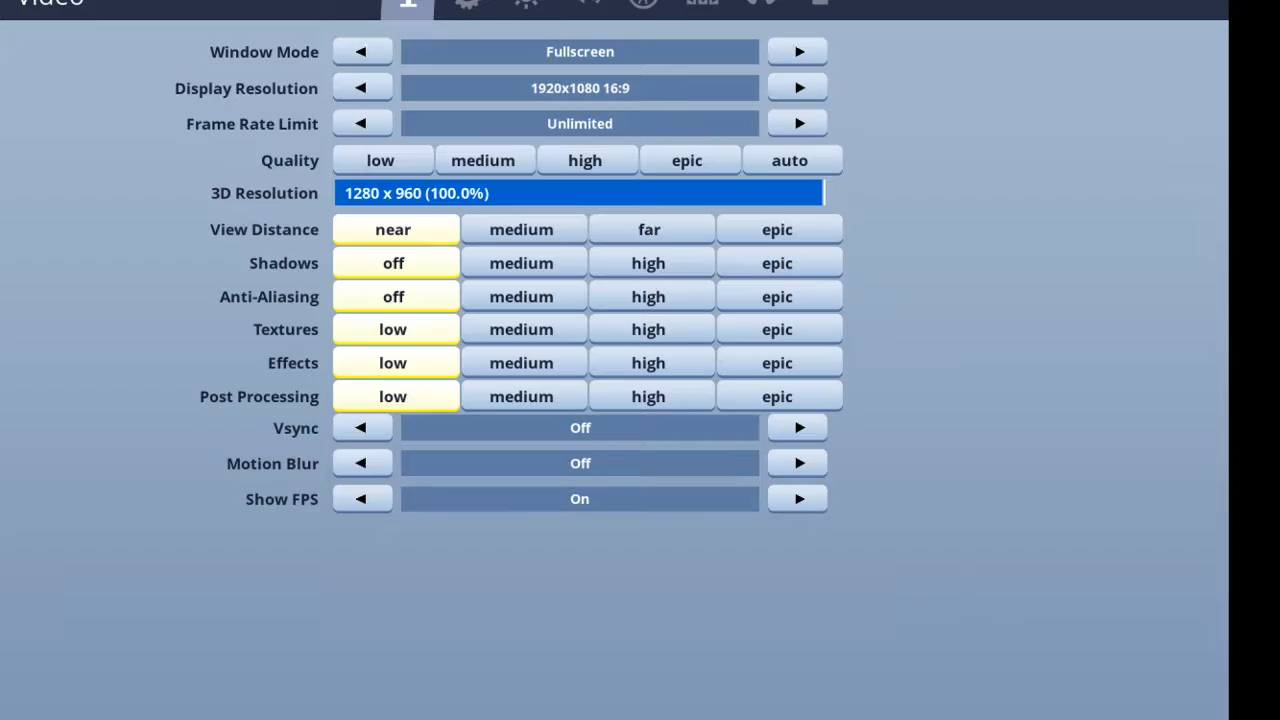 Video
Window Mode ◄ Fullscreen ►
Display Resolution ◄ 1920x1080 16:9 ►
Frame Rate Limit ◄ Unlimited ►
Quality low medium high epic auto
3D Resolution 1280 x 960 (100.0%)
View Distance near medium far epic
Shadows off medium high epic
Anti-Aliasing off medium high epic
Textures low medium high epic
Effects low medium high epic
Post Processing low medium high epic
Vsync ◄ Off ►
Motion Blur ◄ Off ►
Show FPS ◄ On ►